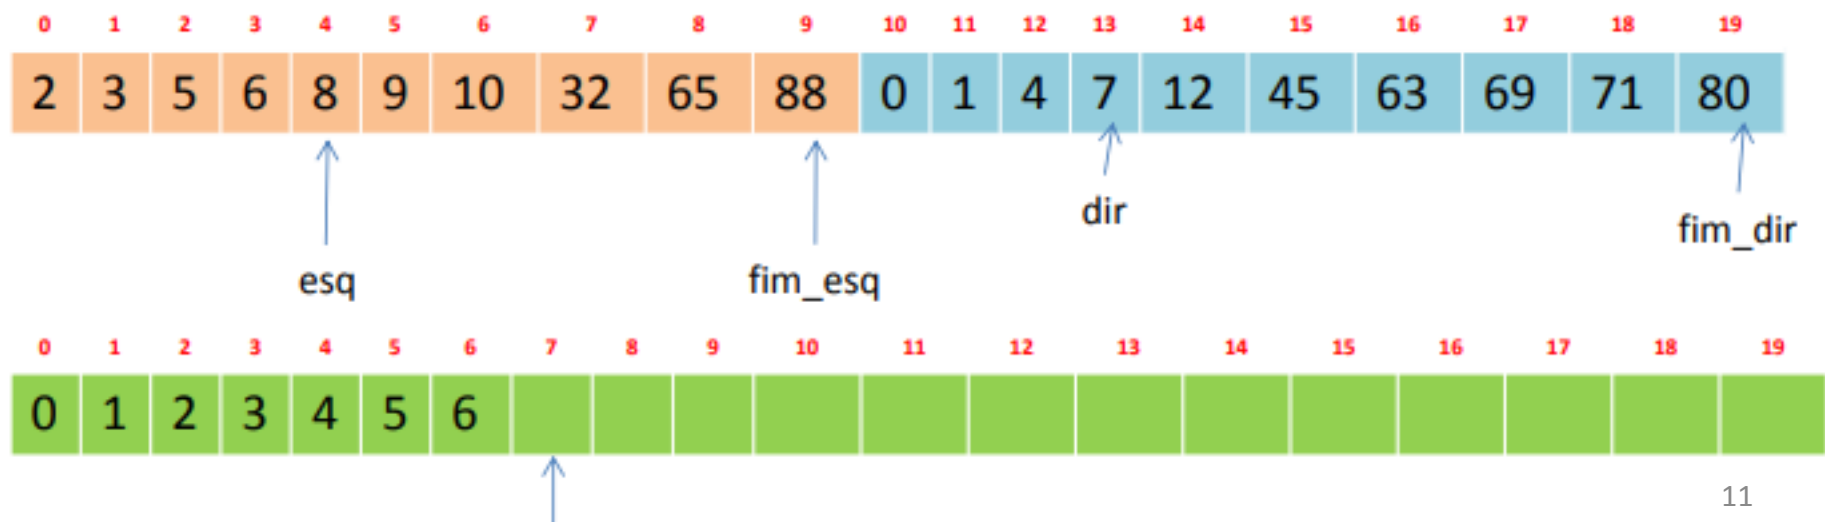 0 1 2 3 4 5 6 7 8 9 10 11 12 13 14 15 16 17 18 19
2 3 5 6 8 9 10 32 65 88 0 1 4 7 12 45 63 69 71 80
dir
fim_dir
esq fim_esq
0 1 2 3 4 5 6 7 8 9 10 11 12 13 14 15 16 17 18 19
0 1 2 3 4 5 6
11